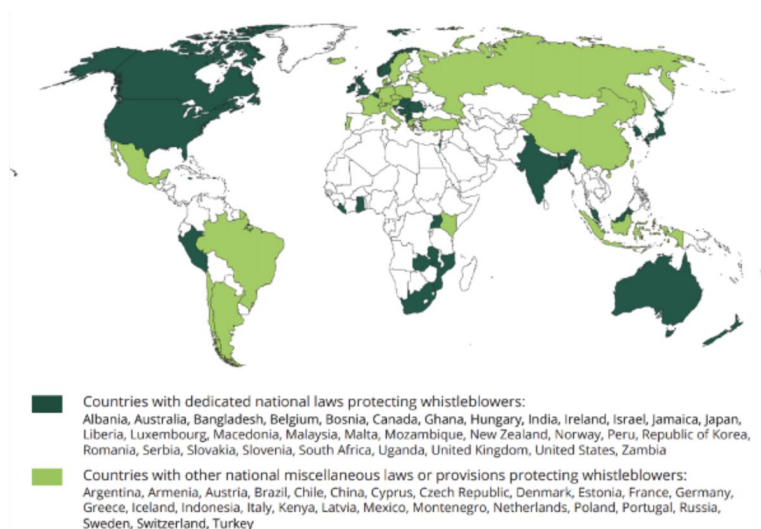 Countries with dedicated national laws protecting whistleblowers:
Albania, Australia, Bangladesh, Belgium, Bosnia, Canada, Ghana, Hungary, India, Ireland, Israel, Jamaica, Japan,
Liberia, Luxembourg, Macedonia, Malaysia, Malta, Mozambique, New Zealand, Norway, Peru, Republic of Korea,
Romania, Serbia, Slovakia, Slovenia, South Africa, Uganda, United Kingdom, United States, Zambia
Countries with other national miscellaneous laws or provisions protecting whistleblowers:
Argentina, Armenia, Austria, Brazil, Chile, China, Cyprus, Czech Republic, Denmark, Estonia, France, Germany,
Greece, Iceland, Indonesia, Italy, Kenya, Latvia, Mexico, Montenegro, Netherlands, Poland, Portugal, Russia,
Sweden, Switzerland, Turkey